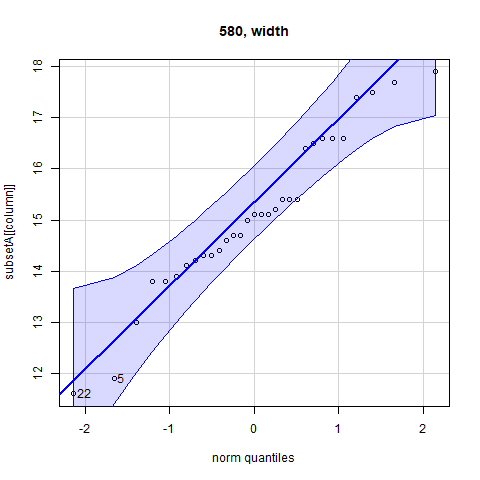 580, width
subsetA[[column]]
18
17
16
15
14
13
12
5
22
-2 -1 0 1 2
norm quantiles